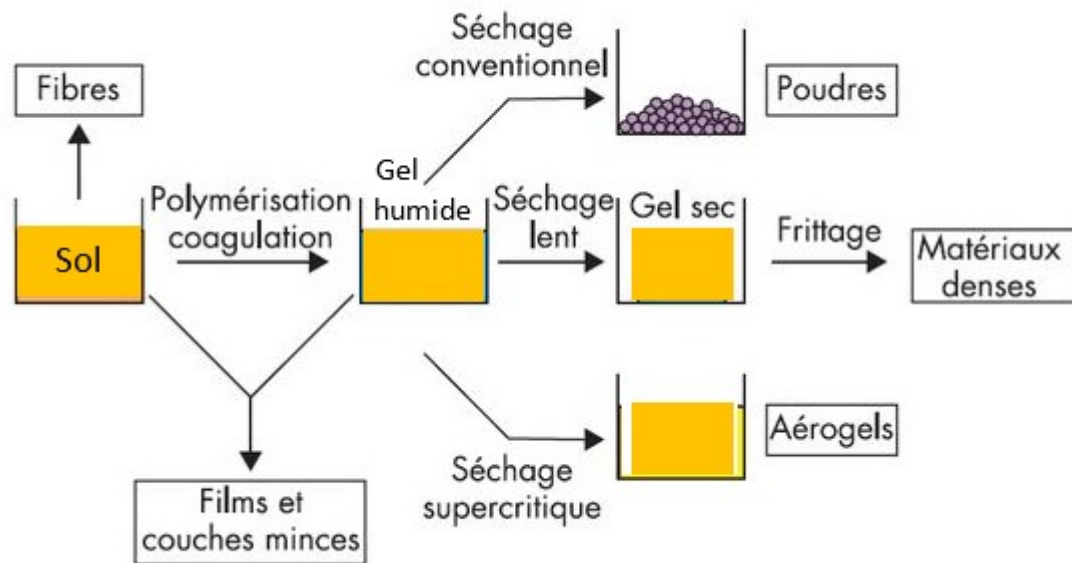 Séchage
conventionnel
Fibres
Poudres
Gel
humide
Polymérisation
coagulation
Séchage
lent
Gel sec
Frittage
Sol
Matériaux
denses
Aérogels
Séchage
supercritique
Films et
couches minces